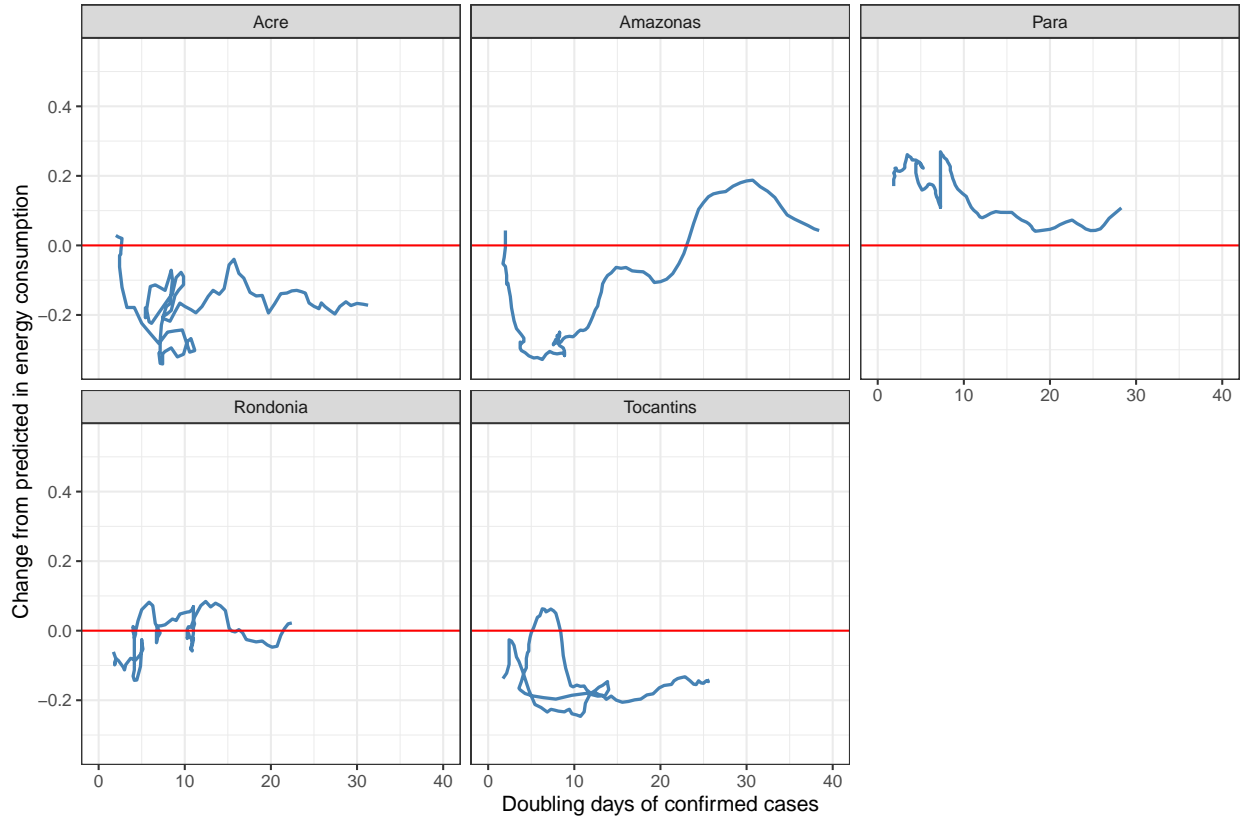 Acre
Amazonas
Para
0.4
0.2
0.0
−0.2
0 10 20 30 40
Rondonia
Tocantins
0.4
0.2
0.0
−0.2
0 10 20 30 40
0 10 20 30 40
Change from predicted in energy consumption
Doubling days of confirmed cases